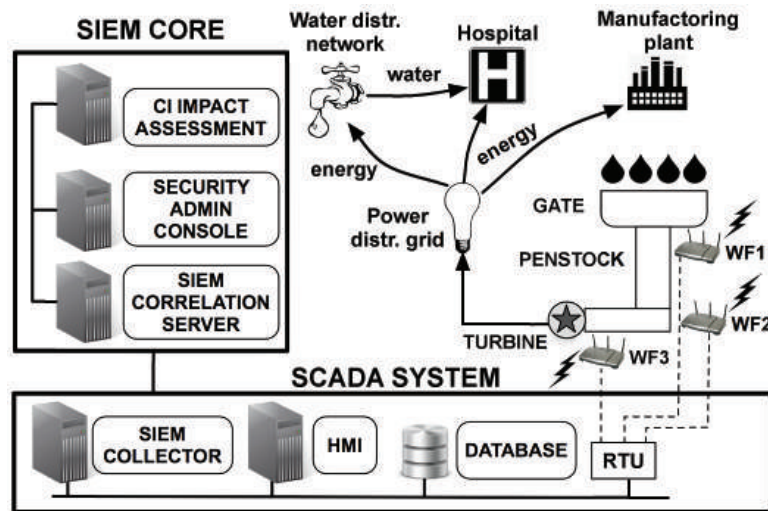 SIEM CORE
CI IMPACT
ASSESSMENT
SECURITY
ADMIN
CONSOLE
SIEM
CORRELATION
SERVER
Water distr.
network
water
Hospital
H
Manufactoring
plant
energy
energy
Power
distr. grid
GATE
PENSTOCK
TURBINE
WF1
WF2
WF3
SCADA SYSTEM
SIEM
COLLECTOR
HMI
DATABASE
RTU